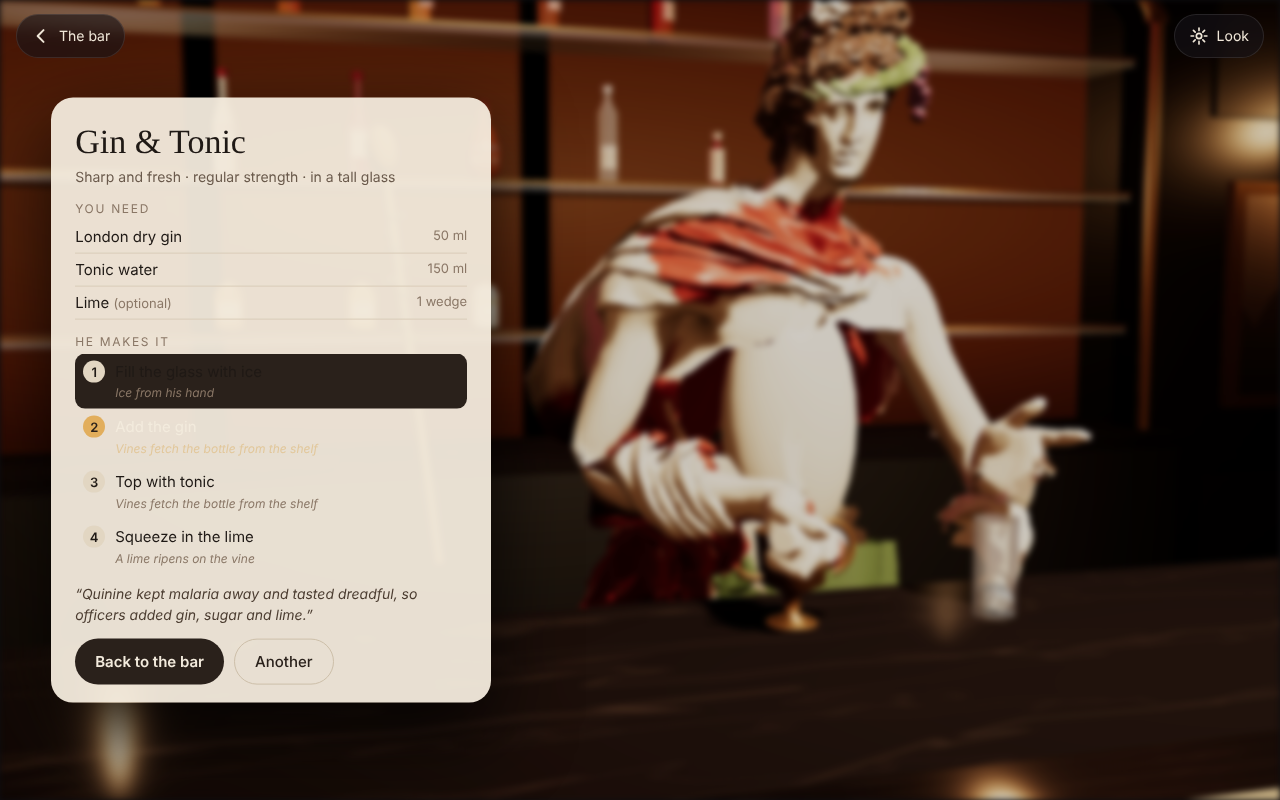 The bar
Look
Gin & Tonic
Sharp and fresh · regular strength · in a tall glass
YOU NEED
London dry gin 50 ml
Tonic water 150 ml
Lime (optional) 1 wedge
HE MAKES IT
1 Fill the glass with ice
Ice from his hand
2 Add the gin
Vines fetch the bottle from the shelf
3 Top with tonic
Vines fetch the bottle from the shelf
4 Squeeze in the lime
A lime ripens on the vine
“Quinine kept malaria away and tasted dreadful, so
officers added gin, sugar and lime.”
Back to the bar Another